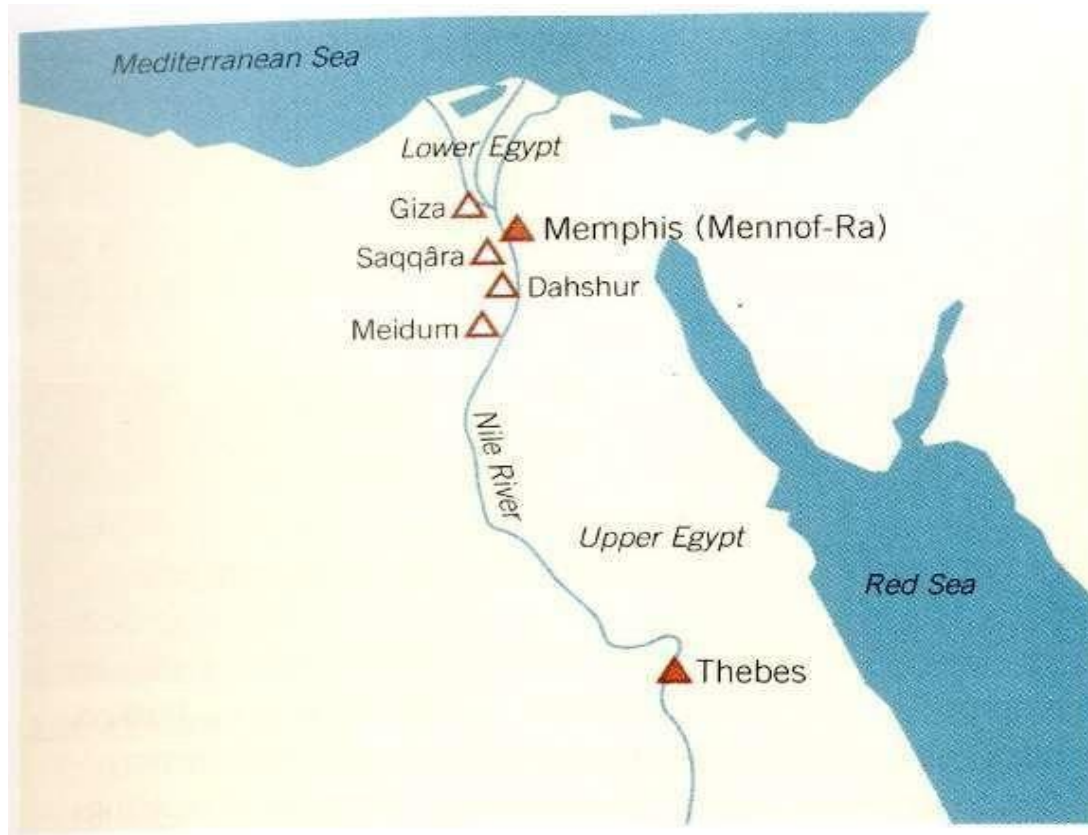 Mediterranean Sea
Lower Egypt
Giza
Memphis (Mennof-Ra)
Saqqâra
Dahshur
Meidum
Nile River
Upper Egypt
Red Sea
Thebes